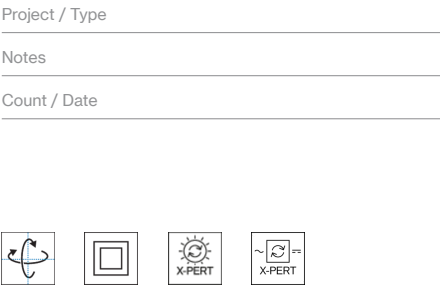 Project / Type
Notes
Count / Date
X-PERT
X-PERT